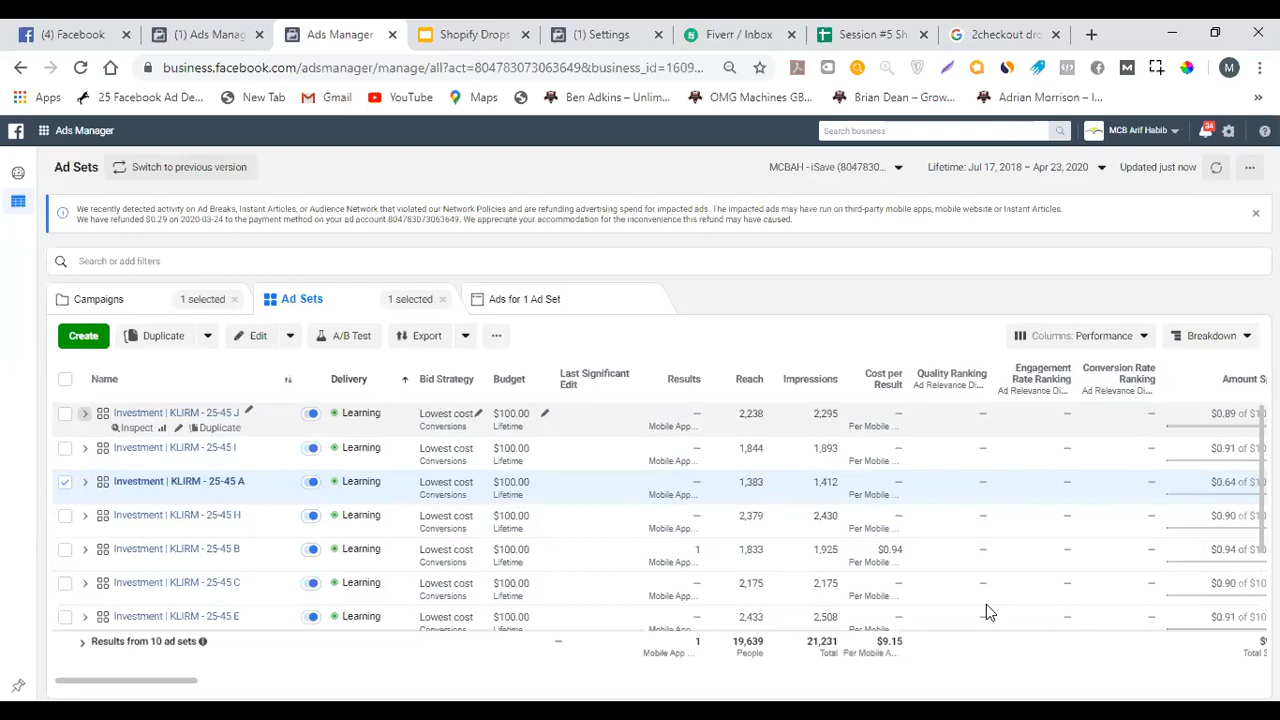 (4) Facebook
(1) Ads Manag
Ads Manager
Shopify Drops
(1) Settings
Fiverr / Inbox
Session #5 Sh
2checkout dro
business.facebook.com/adsmanager/manage/all?act=804783073063649&business_id=1609...
M
Apps
25 Facebook Ad De...
New Tab
Gmail
YouTube
Maps
Ben Adkins – Unlim...
OMG Machines GB...
Brian Dean – Grow...
Adrian Morrison – I...
Ads Manager
Search business
MCB Arif Habib
34
Ad Sets
Switch to previous version
MCBAH - iSave (8047830...
Lifetime: Jul 17, 2018 – Apr 23, 2020
Updated just now
We recently detected activity on Ad Breaks, Instant Articles, or Audience Network that violated our Network Policies and are refunding advertising spend for impacted ads. The impacted ads may have run on third-party mobile apps, mobile website or Instant Articles.
We have refunded $0.29 on 2020-03-24 to the payment method on your ad account 804783073063649. We appreciate your accommodation for the inconvenience this refund may have caused.
Search or add filters
Campaigns 1 selected
Ad Sets 1 selected
Ads for 1 Ad Set
Create
Duplicate
Edit
A/B Test
Export
Columns: Performance
Breakdown
Name
Delivery
Bid Strategy
Budget
Last Significant Edit
Results
Reach
Impressions
Cost per Result
Quality Ranking
Ad Relevance Di...
Engagement Rate Ranking
Ad Relevance Di...
Conversion Rate Ranking
Ad Relevance Di...
Amount S
Investment | KLIRM - 25-45 J Learning Lowest cost $100.00 — 2,238 2,295 — — — — $0.89 of $10
Inspect Duplicate Conversions Lifetime Mobile App... Per Mobile ...
Investment | KLIRM - 25-45 I Learning Lowest cost $100.00 — 1,844 1,893 — — — — $0.91 of $10
Conversions Lifetime Mobile App... Per Mobile ...
Investment | KLIRM - 25-45 A Learning Lowest cost $100.00 — 1,383 1,412 — — — — $0.64 of $10
Conversions Lifetime Mobile App... Per Mobile ...
Investment | KLIRM - 25-45 H Learning Lowest cost $100.00 — 2,379 2,430 — — — — $0.90 of $10
Conversions Lifetime Mobile App... Per Mobile ...
Investment | KLIRM - 25-45 B Learning Lowest cost $100.00 1 1,833 1,925 $0.94 — — — $0.94 of $10
Conversions Lifetime Mobile App... Per Mobile ...
Investment | KLIRM - 25-45 C Learning Lowest cost $100.00 — 2,175 2,175 — — — — $0.90 of $10
Conversions Lifetime Mobile App... Per Mobile ...
Investment | KLIRM - 25-45 E Learning Lowest cost $100.00 — 2,433 2,508 — — — — $0.91 of $10
Conversions Lifetime Mobile App... Per Mobile ...
Results from 10 ad sets — 1 19,639 21,231 $9.15
Mobile App ... People Total Per Mobile A... Total S